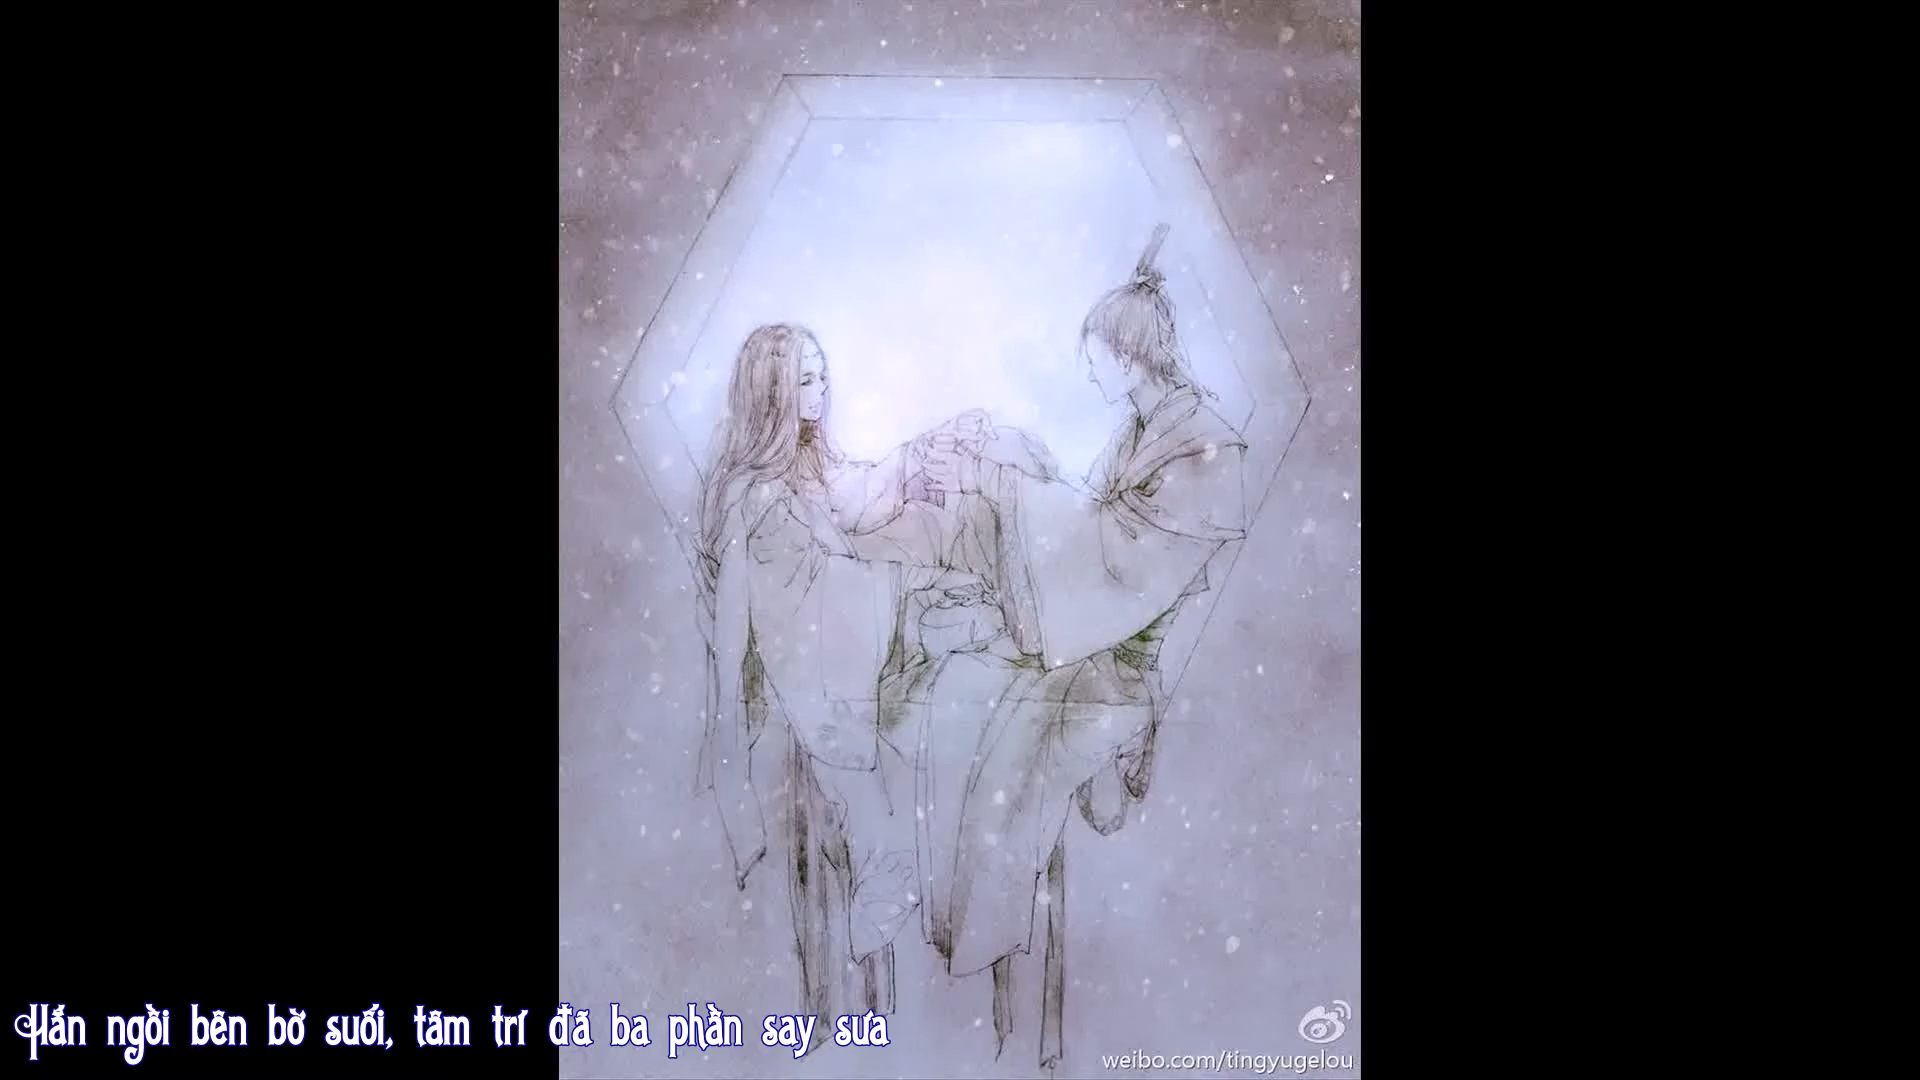 Hắn ngồi bên bờ suối, tâm trí đã ba phần say sưa
weibo.com/tingyugelou